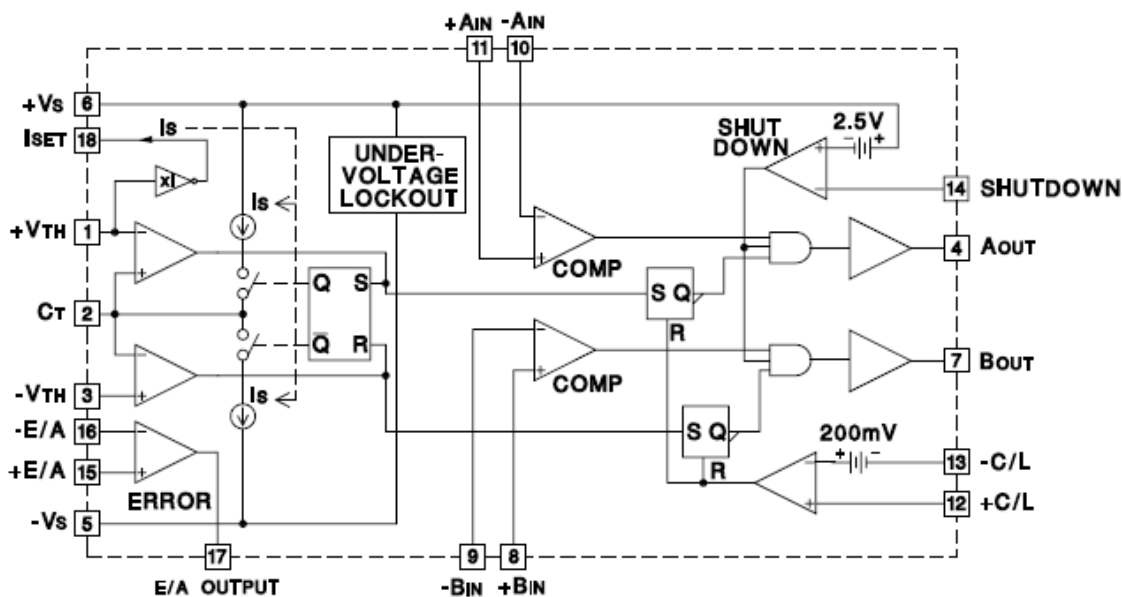 +AIN -AIN
11 10
+VS 6
ISET 18
IS
xI
UNDER-
VOLTAGE
LOCKOUT
SHUT
DOWN
2.5V
- +
+
-
14 SHUTDOWN
IS
+VTH 1
-
+
-
+
COMP
4 AOUT
Q S
S Q
R
CT 2
Q̅ R
-
+
COMP
7 BOUT
-VTH 3
-
+
IS
-E/A 16
+E/A 15
-
+
ERROR
S Q
R
200mV
+ -
-
+
13 -C/L
12 +C/L
-VS 5
17
E/A OUTPUT
9 8
-BIN +BIN